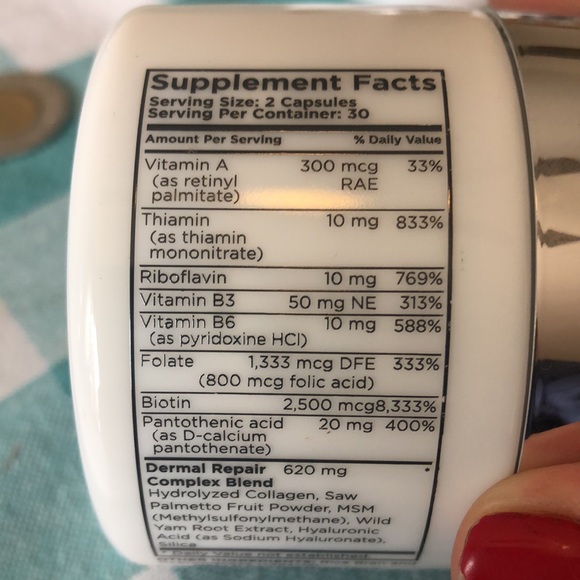 Supplement Facts
Serving Size: 2 Capsules
Serving Per Container: 30
Amount Per Serving % Daily Value
Vitamin A 300 mcg 33%
(as retinyl RAE
palmitate)
Thiamin 10 mg 833%
(as thiamin
mononitrate)
Riboflavin 10 mg 769%
Vitamin B3 50 mg NE 313%
Vitamin B6 10 mg 588%
(as pyridoxine HCl)
Folate 1,333 mcg DFE 333%
(800 mcg folic acid)
Biotin 2,500 mcg 8,333%
Pantothenic acid 20 mg 400%
(as D-calcium
pantothenate)
Dermal Repair 620 mg *
Complex Blend
Hydrolyzed Collagen, Saw
Palmetto Fruit Powder, MSM
(Methylsulfonylmethane), Wild
Yam Root Extract, Hyaluronic
Acid (as Sodium Hyaluronate),
Silica
* Daily Value not established